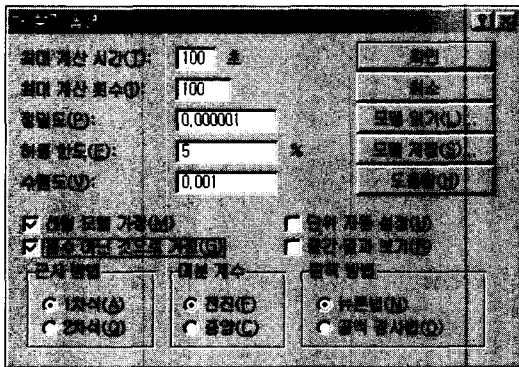 최대 계산 시간(T): 100 초
최대 계산 회수(I): 100
정밀도(P): 0,000001
허용 한도(E): 5 %
수렴도(V): 0,001
확인
취소
모델 읽기(L)...
모델 저장(S)...
도움말(H)
선형 모델 가정(M)
음수 아닌 것으로 가정(G)
단위 자동 설정(U)
중간 결과 보기(R)
근사 방법
1차식(A)
2차식(Q)
미분 계수
전진(F)
중앙(C)
탐색 방법
뉴튼법(N)
공액 경사법(O)